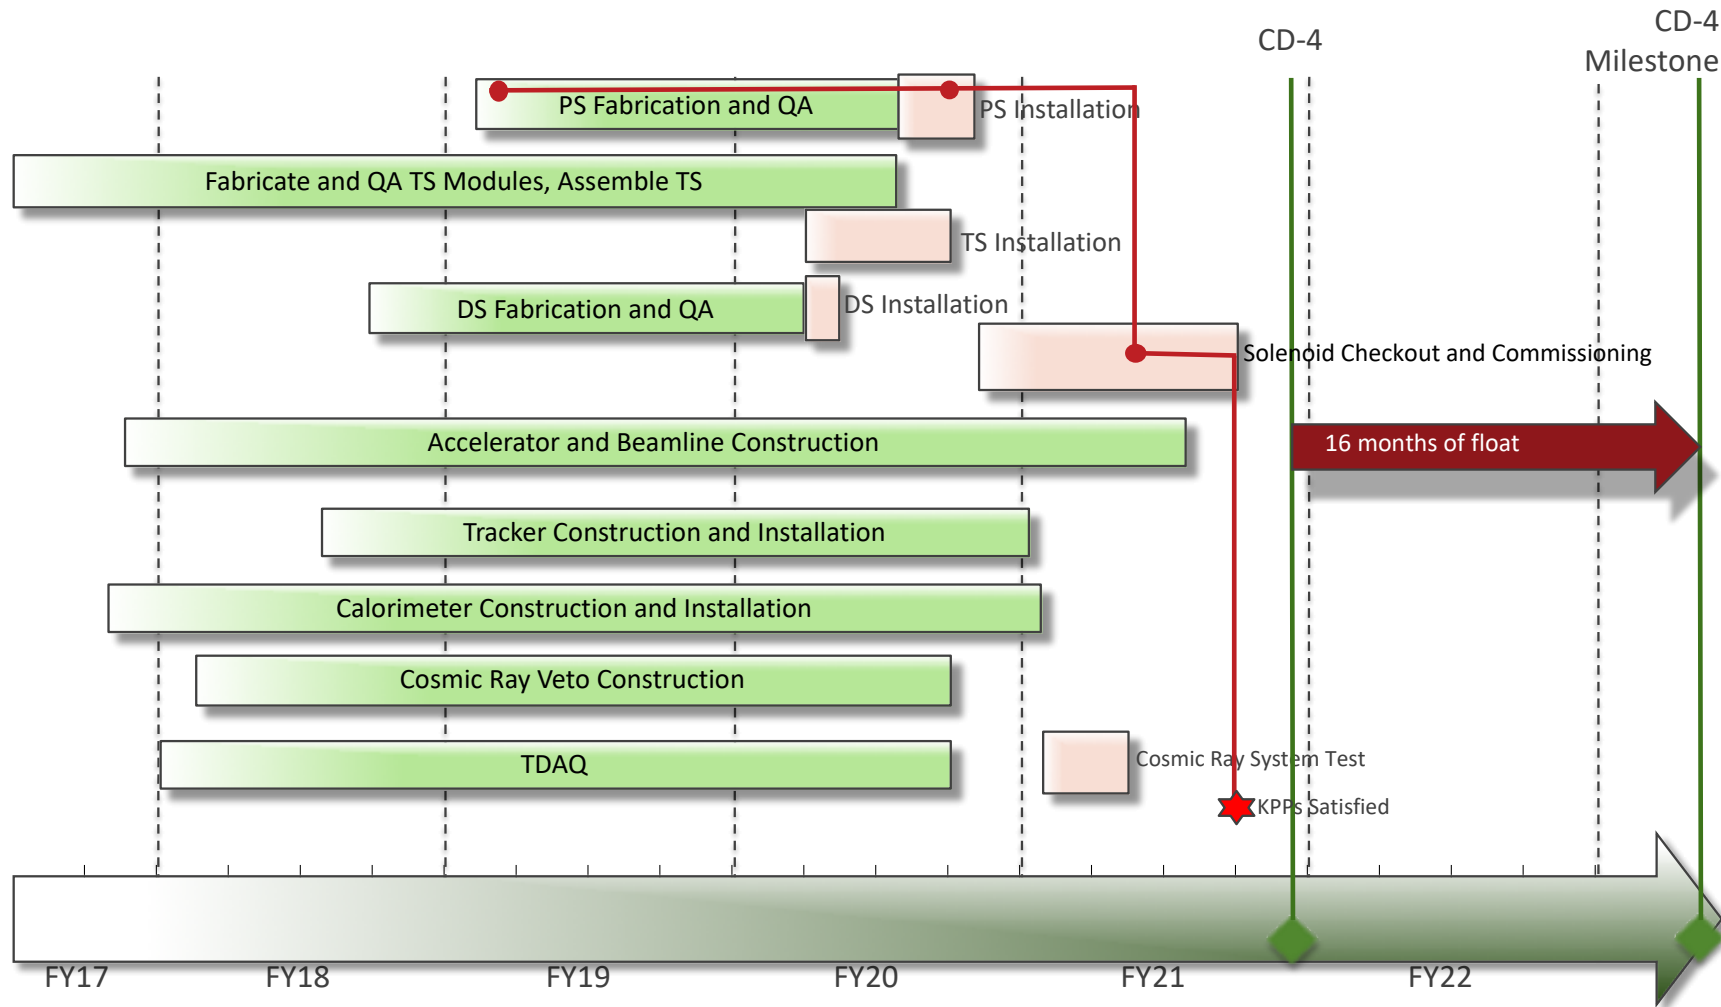 CD-4
CD-4
Milestone
PS Fabrication and QA
PS Installation
Fabricate and QA TS Modules, Assemble TS
TS Installation
DS Fabrication and QA
DS Installation
Solenoid Checkout and Commissioning
Accelerator and Beamline Construction
16 months of float
Tracker Construction and Installation
Calorimeter Construction and Installation
Cosmic Ray Veto Construction
TDAQ
Cosmic Ray System Test
KPPs Satisfied
FY17
FY18
FY19
FY20
FY21
FY22